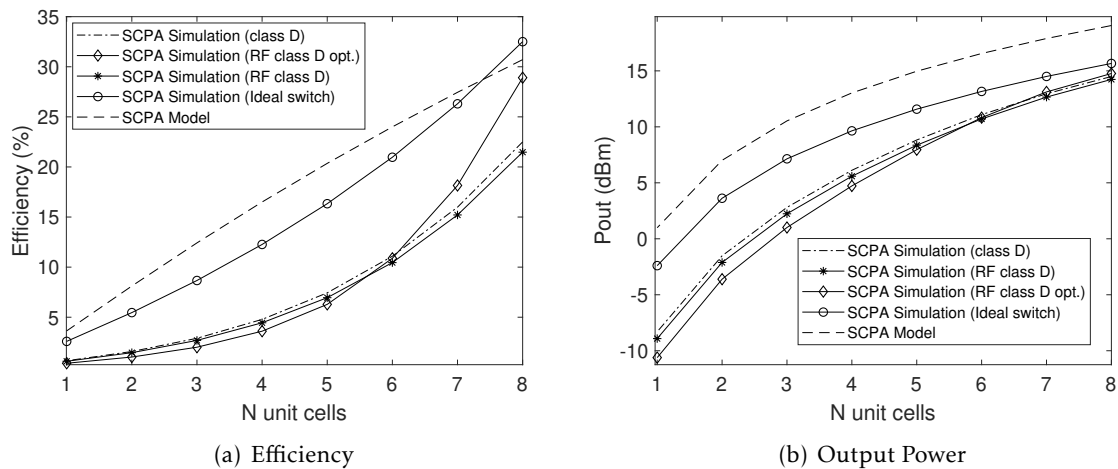 35
30
25
20
15
10
5
Efficiency (%)
SCPA Simulation (class D)
SCPA Simulation (RF class D opt.)
SCPA Simulation (RF class D)
SCPA Simulation (Ideal switch)
SCPA Model
1 2 3 4 5 6 7 8
N unit cells
(a) Efficiency
15
10
5
0
-5
-10
Pout (dBm)
SCPA Simulation (class D)
SCPA Simulation (RF class D)
SCPA Simulation (RF class D opt.)
SCPA Simulation (Ideal switch)
SCPA Model
1 2 3 4 5 6 7 8
N unit cells
(b) Output Power